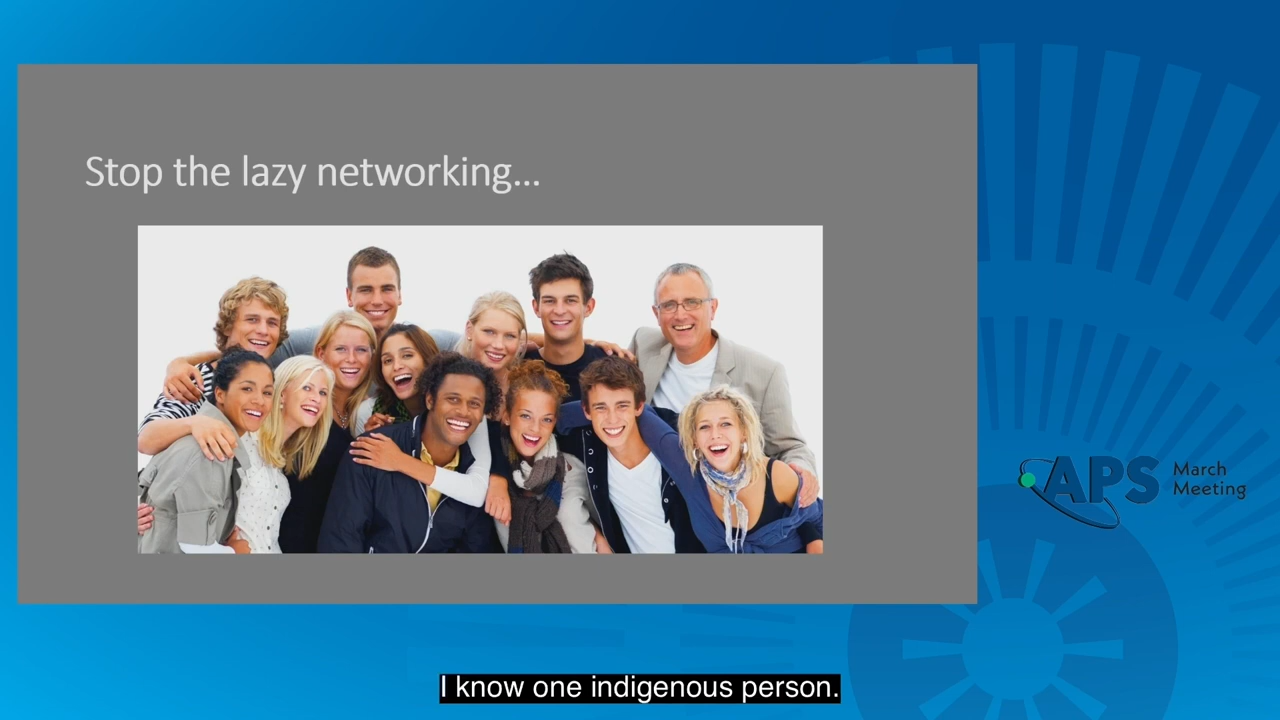 Stop the lazy networking...
APS March
Meeting
I know one indigenous person.